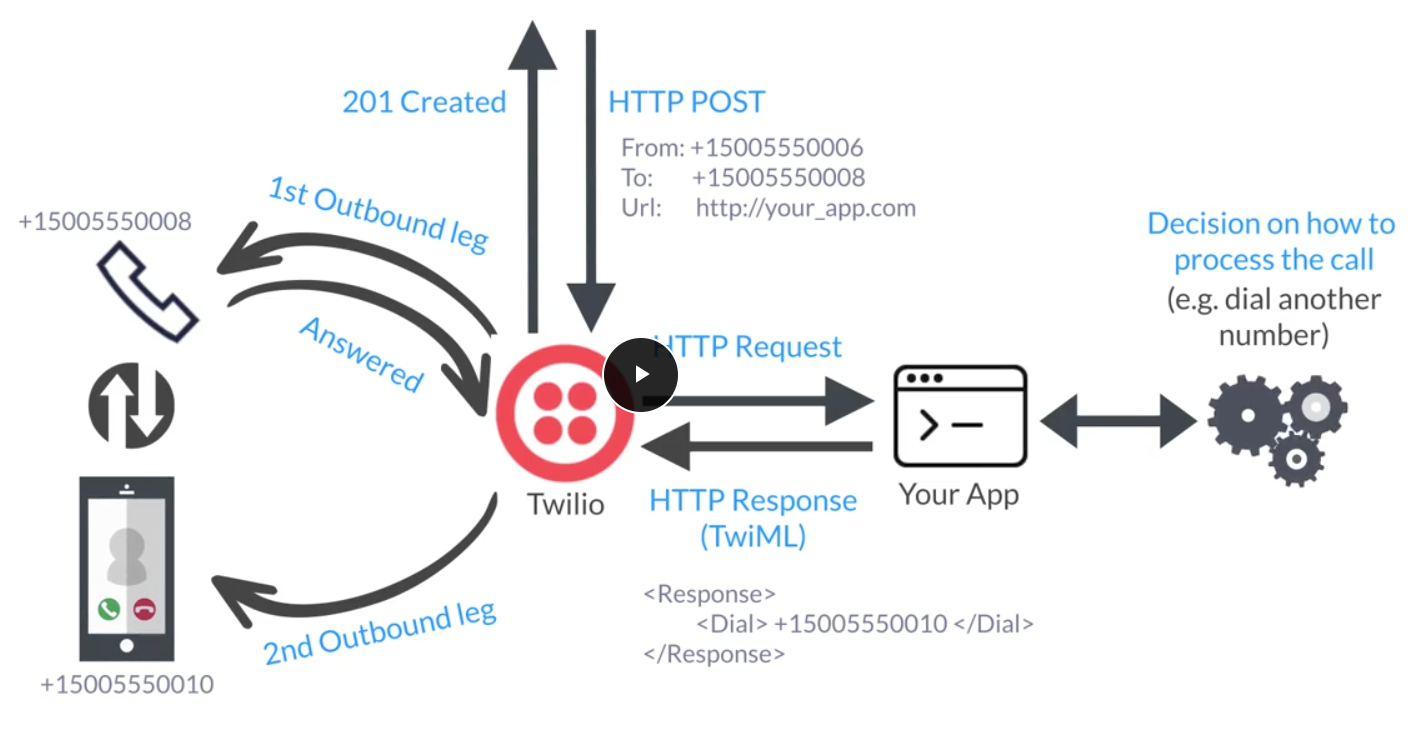 201 Created
HTTP POST
From: +15005550006
To: +15005550008
Url: http://your_app.com
1st Outbound leg
+15005550008
Answered
Decision on how to
process the call
(e.g. dial another
number)
HTTP Request
Twilio
HTTP Response
(TwiML)
Your App
<Response>
<Dal> +15005550010 </Dial>
</Response>
2nd Outbound leg
+15005550010